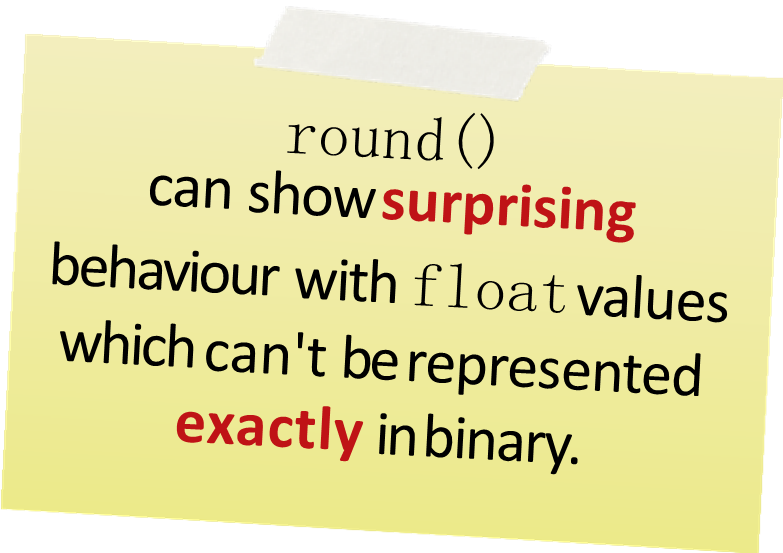 round()
can show surprising
behaviour with float values
which can't be represented
exactly in binary.